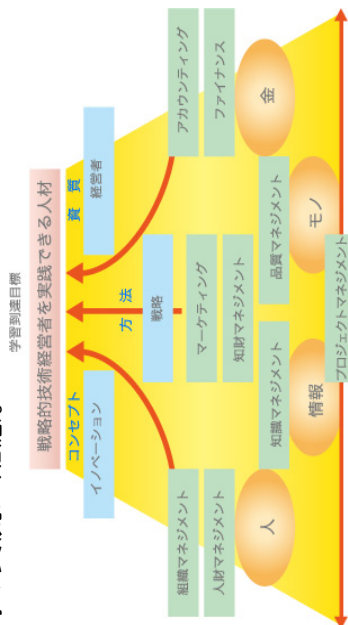 学習到達目標
戦略的技術経営者を実践できる人材
コンセプト
方法
資質
イノベーション
戦略
経営者
組織マネジメント
人財マネジメント
マーケティング
知財マネジメント
アカウンティング
ファイナンス
知識マネジメント
品質マネジメント
人
情報
モノ
金
プロジェクトマネジメント